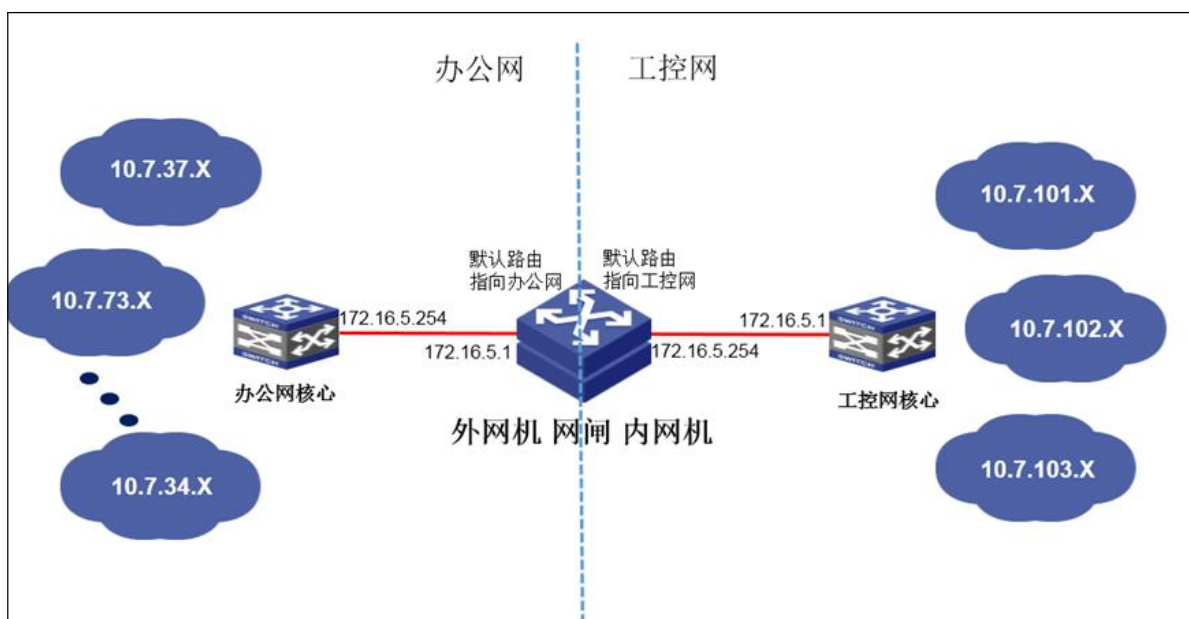 办公网
工控网
10.7.37.X
10.7.73.X
10.7.34.X
默认路由
指向办公网
默认路由
指向工控网
172.16.5.254
172.16.5.1
172.16.5.1
172.16.5.254
SWITCH
SWITCH
办公网核心
SWITCH
SWITCH
工控网核心
外网机 网闸 内网机
10.7.101.X
10.7.102.X
10.7.103.X